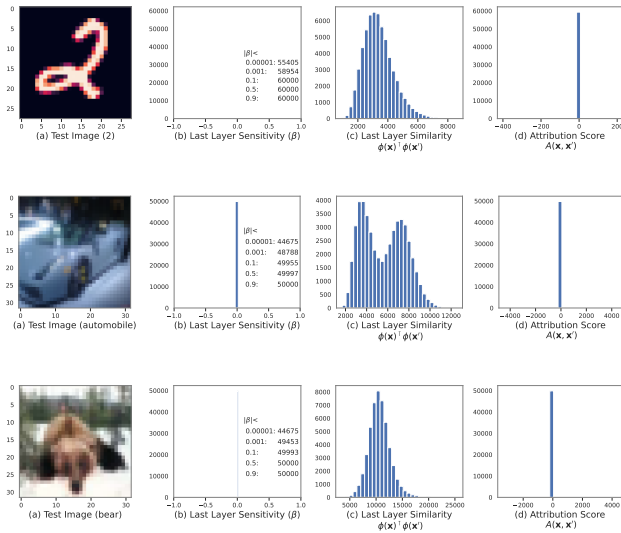 0
5
10
15
20
25
0 5 10 15 20 25
(a) Test Image (2)
60000
50000
40000
30000
20000
10000
0
|β|<
0.00001: 55405
0.001: 58954
0.1: 60000
0.5: 60000
0.9: 60000
−1.0 −0.5 0.0 0.5 1.0
(b) Last Layer Sensitivity (β)
6000
5000
4000
3000
2000
1000
0
2000 4000 6000 8000
(c) Last Layer Similarity
ϕ(x)ᵀϕ(x′)
60000
50000
40000
30000
20000
10000
0
−400 −200 0 200
(d) Attribution Score
A(x, x′)
0
5
10
15
20
25
30
0 10 20 30
(a) Test Image (automobile)
50000
40000
30000
20000
10000
0
|β|<
0.00001: 44675
0.001: 48788
0.1: 49955
0.5: 49997
0.9: 50000
−1.0 −0.5 0.0 0.5 1.0
(b) Last Layer Sensitivity (β)
4000
3500
3000
2500
2000
1500
1000
500
0
2000 4000 6000 8000 10000 12000
(c) Last Layer Similarity
ϕ(x)ᵀϕ(x′)
50000
40000
30000
20000
10000
0
−4000 −2000 0 2000 4000
(d) Attribution Score
A(x, x′)
0
5
10
15
20
25
30
0 10 20 30
(a) Test Image (bear)
50000
40000
30000
20000
10000
0
|β|<
0.00001: 44675
0.001: 49453
0.1: 49993
0.5: 50000
0.9: 50000
−1.0 −0.5 0.0 0.5 1.0
(b) Last Layer Sensitivity (β)
8000
7000
6000
5000
4000
3000
2000
1000
0
5000 10000 15000 20000 25000
(c) Last Layer Similarity
ϕ(x)ᵀϕ(x′)
50000
40000
30000
20000
10000
0
−2000 0 2000 4000
(d) Attribution Score
A(x, x′)